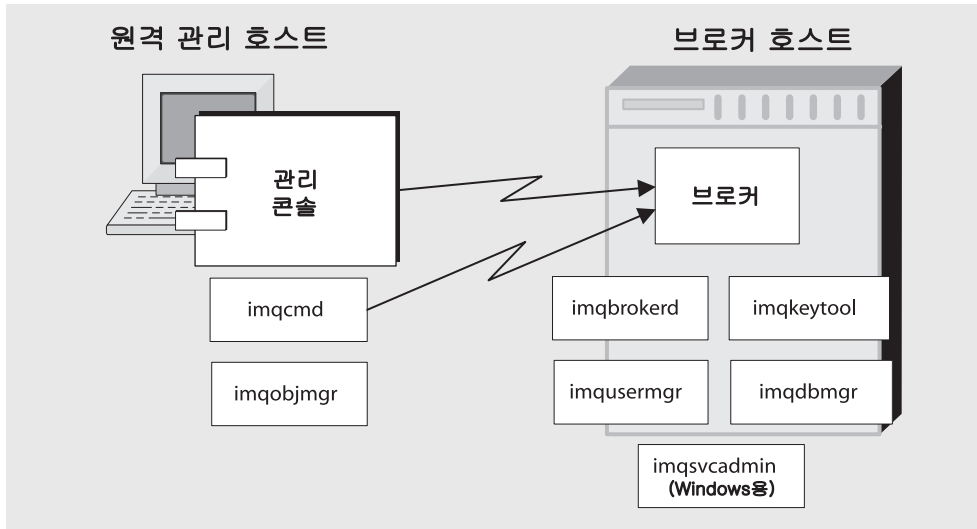 원격 관리 호스트
브로커 호스트
관리
콘솔
브로커
imqcmd
imqobjmgr
imqbrokerd
imqkeytool
imqusermgr
imqdbmgr
imqsvcadmin
(Windows용)